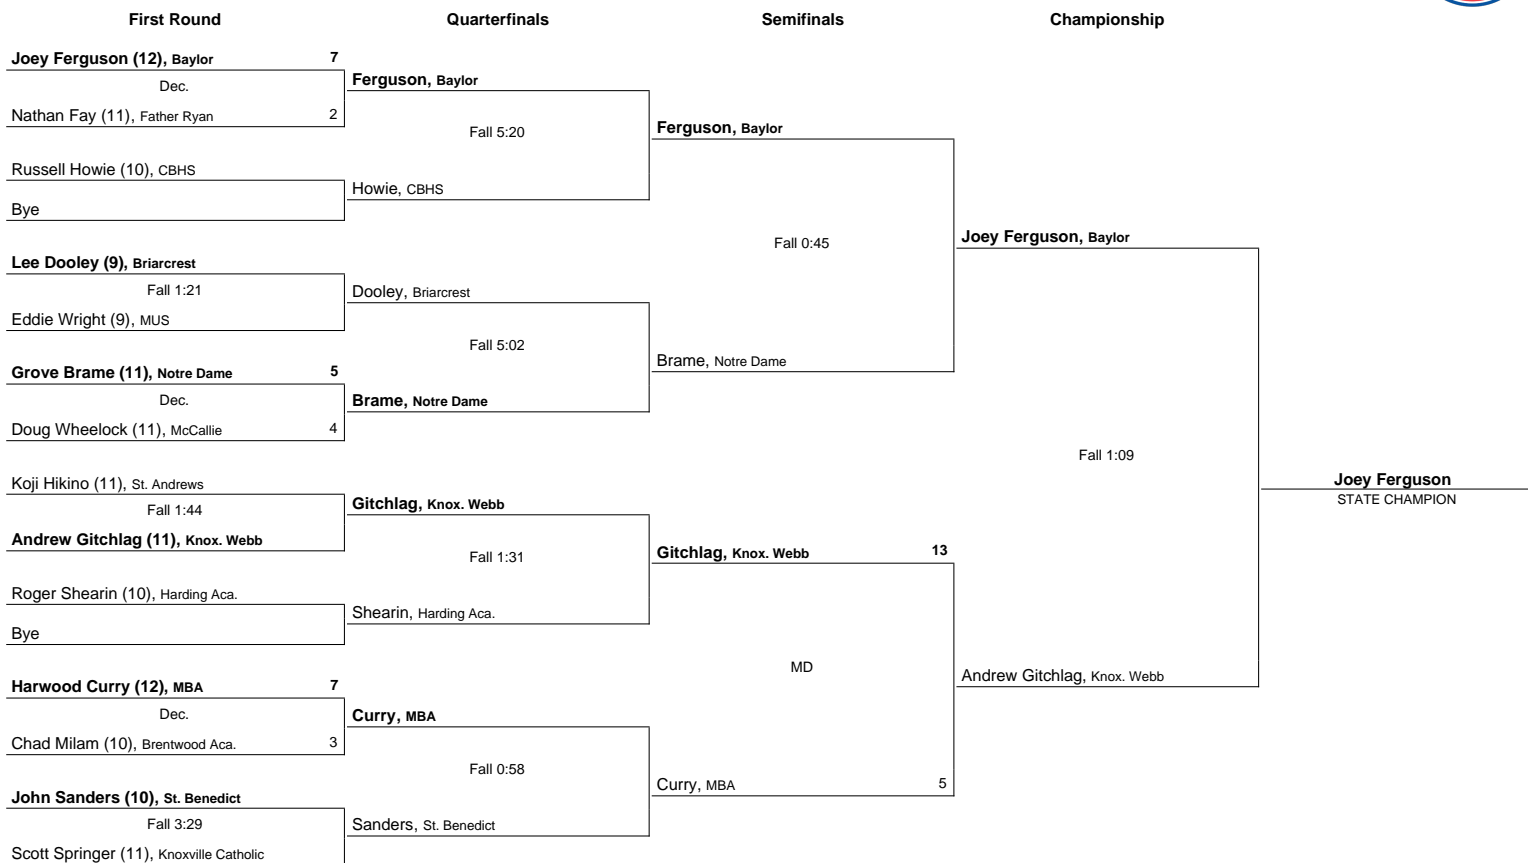 First Round
Quarterfinals
Semifinals
Championship
Joey Ferguson (12), Baylor 7
Dec.
Nathan Fay (11), Father Ryan 2
Russell Howie (10), CBHS
Bye
Lee Dooley (9), Briarcrest
Fall 1:21
Eddie Wright (9), MUS
Grove Brame (11), Notre Dame 5
Dec.
Doug Wheelock (11), McCallie 4
Koji Hikino (11), St. Andrews
Fall 1:44
Andrew Gitchlag (11), Knox. Webb
Roger Shearin (10), Harding Aca.
Bye
Harwood Curry (12), MBA 7
Dec.
Chad Milam (10), Brentwood Aca. 3
John Sanders (10), St. Benedict
Fall 3:29
Scott Springer (11), Knoxville Catholic
Ferguson, Baylor
Fall 5:20
Howie, CBHS
Dooley, Briarcrest
Fall 5:02
Brame, Notre Dame
Gitchlag, Knox. Webb
Fall 1:31
Shearin, Harding Aca.
Curry, MBA
Fall 0:58
Sanders, St. Benedict
Ferguson, Baylor
Fall 0:45
Brame, Notre Dame
Gitchlag, Knox. Webb 13
MD
Curry, MBA 5
Joey Ferguson, Baylor
Fall 1:09
Andrew Gitchlag, Knox. Webb
Joey Ferguson
STATE CHAMPION